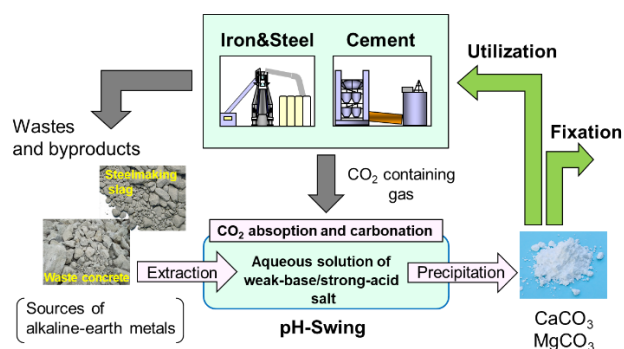 Iron&Steel
Cement
Utilization
Fixation
Wastes
and byproducts
CO2 containing
gas
Steelmaking
slag
Waste concrete
CO2 absoption and carbonation
Extraction
Aqueous solution of
weak-base/strong-acid
salt
Precipitation
Sources of
alkaline-earth metals
pH-Swing
CaCO3
MgCO3